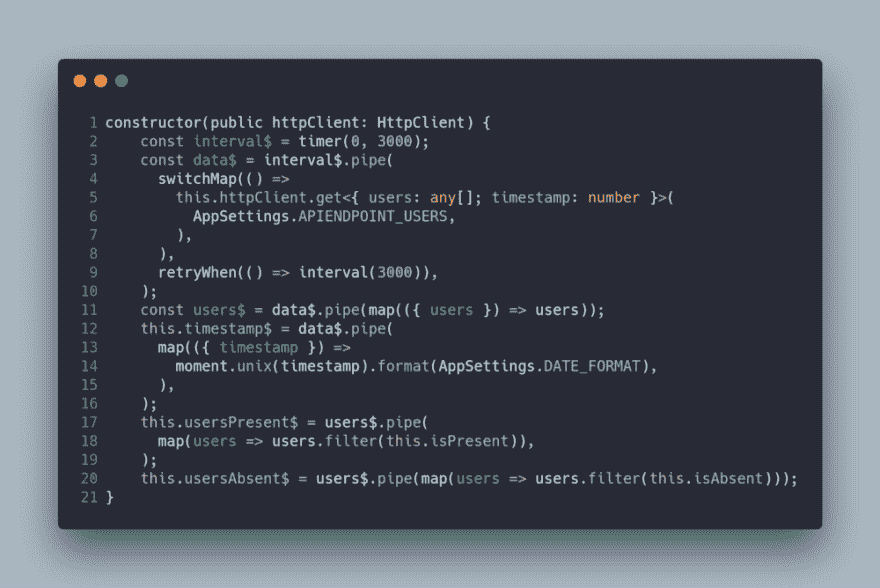 1 constructor(public httpClient: HttpClient) {
2     const interval$ = timer(0, 3000);
3     const data$ = interval$.pipe(
4       switchMap(() =>
5         this.httpClient.get<{ users: any[]; timestamp: number }>(
6           AppSettings.APIENDPOINT_USERS,
7         ),
8       ),
9       retryWhen(() => interval(3000)),
10     );
11     const users$ = data$.pipe(map(({ users }) => users));
12     this.timestamp$ = data$.pipe(
13       map(({ timestamp }) =>
14         moment.unix(timestamp).format(AppSettings.DATE_FORMAT),
15       ),
16     );
17     this.usersPresent$ = users$.pipe(
18       map(users => users.filter(this.isPresent)),
19     );
20     this.usersAbsent$ = users$.pipe(map(users => users.filter(this.isAbsent)));
21 }